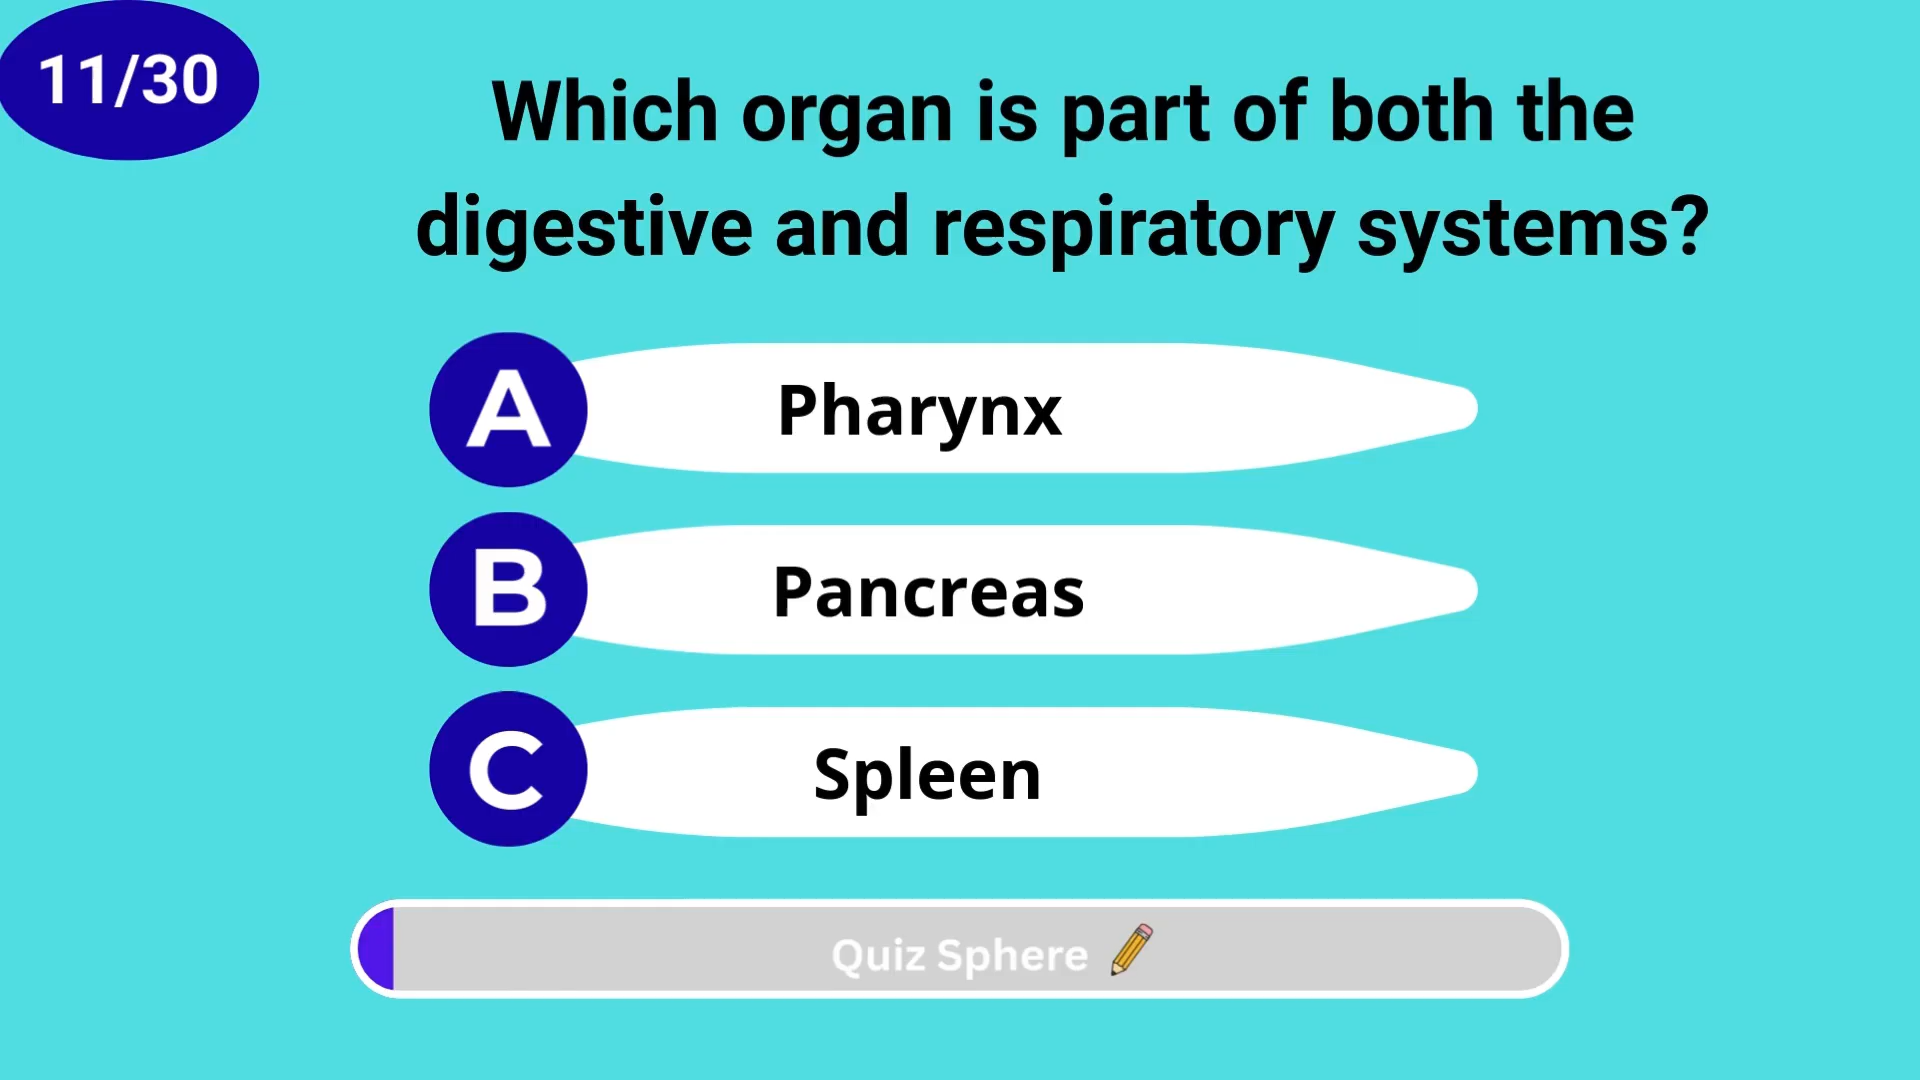 11/30
Which organ is part of both the
digestive and respiratory systems?
A Pharynx
B Pancreas
C Spleen
Quiz Sphere